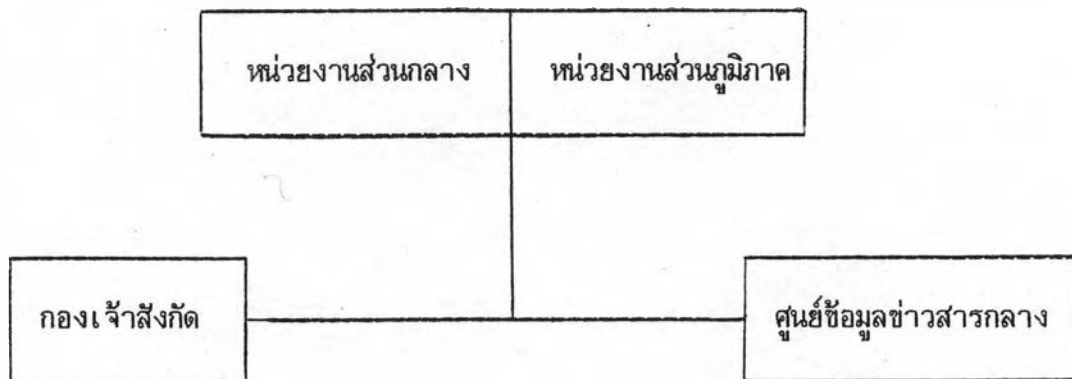 หน่วยงานส่วนกลาง หน่วยงานส่วนภูมิภาค
กองเจ้าสังกัด ศูนย์ข้อมูลข่าวสารกลาง